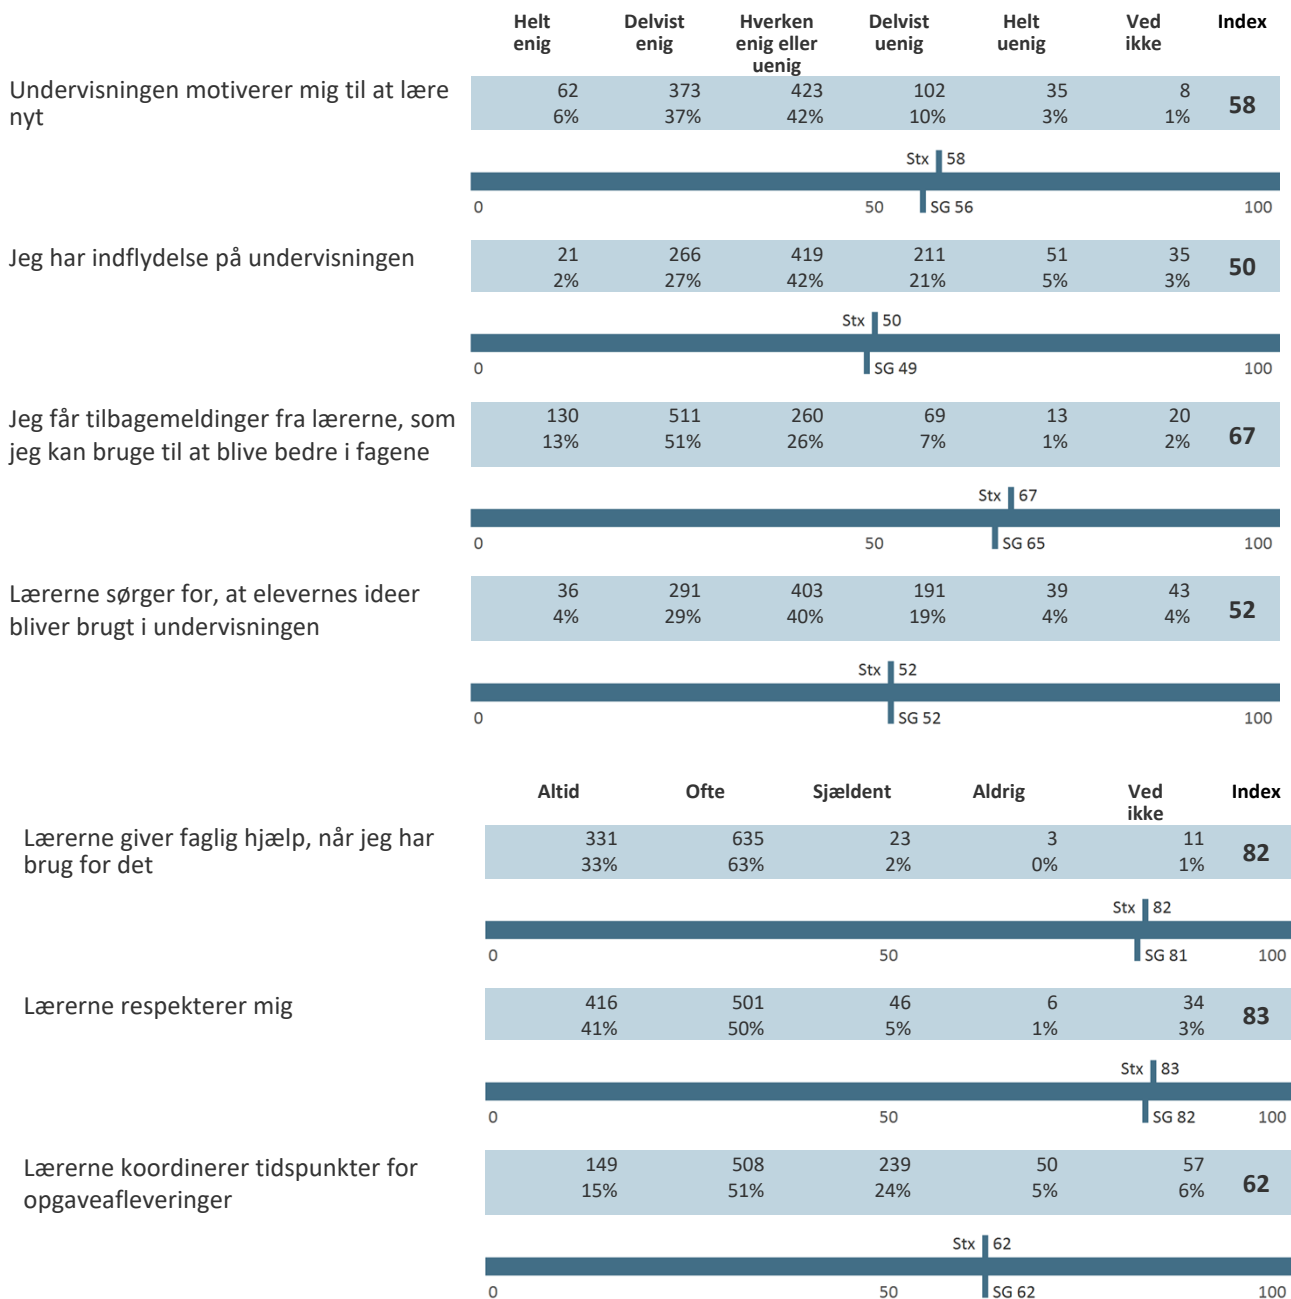 Helt Delvist Hverken Delvist Helt Ved Index
enig enig enig eller uenig uenig ikke
uenig
Undervisningen motiverer mig til at lære 62 373 423 102 35 8 58
nyt 6% 37% 42% 10% 3% 1%
Stx 58
0 50 SG 56 100
Jeg har indflydelse på undervisningen 21 266 419 211 51 35 50
2% 27% 42% 21% 5% 3%
Stx 50
0 SG 49 100
Jeg får tilbagemeldinger fra lærerne, som 130 511 260 69 13 20 67
jeg kan bruge til at blive bedre i fagene 13% 51% 26% 7% 1% 2%
Stx 67
0 50 SG 65 100
Lærerne sørger for, at elevernes ideer 36 291 403 191 39 43 52
bliver brugt i undervisningen 4% 29% 40% 19% 4% 4%
Stx 52
0 SG 52 100
Altid Ofte Sjældent Aldrig Ved Index
ikke
Lærerne giver faglig hjælp, når jeg har 331 635 23 3 11 82
brug for det 33% 63% 2% 0% 1%
Stx 82
0 50 SG 81 100
Lærerne respekterer mig 416 501 46 6 34 83
41% 50% 5% 1% 3%
Stx 83
0 50 SG 82 100
Lærerne koordinerer tidspunkter for 149 508 239 50 57 62
opgaveafleveringer 15% 51% 24% 5% 6%
Stx 62
0 50 SG 62 100